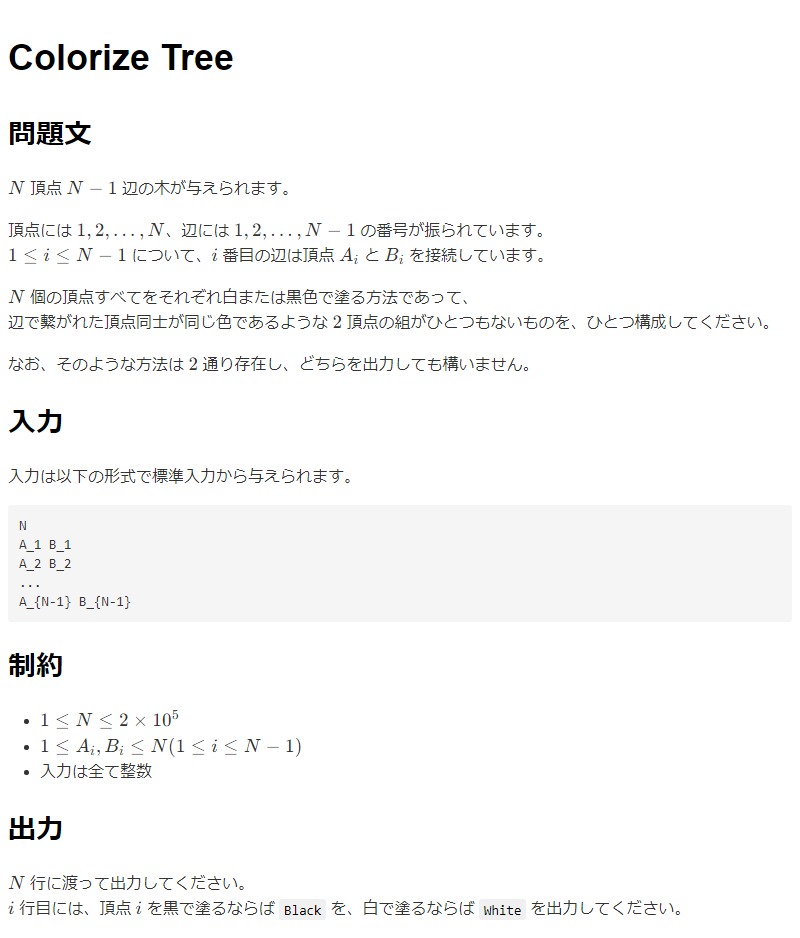 Colorize Tree
問題文
N 頂点 N − 1 辺の木が与えられます。
頂点には 1, 2, … , N、辺には 1, 2, … , N − 1 の番号が振られています。
1 ≤ i ≤ N − 1 について、i 番目の辺は頂点 A_i と B_i を接続しています。
N 個の頂点すべてをそれぞれ白または黒色で塗る方法であって、
辺で繋がれた頂点同士が同じ色であるような 2 頂点の組がひとつもないものを、ひとつ構成してください。
なお、そのような方法は 2 通り存在し、どちらを出力しても構いません。
入力
入力は以下の形式で標準入力から与えられます。
N
A_1 B_1
A_2 B_2
...
A_{N-1} B_{N-1}
制約
• 1 ≤ N ≤ 2 × 10^5
• 1 ≤ A_i, B_i ≤ N(1 ≤ i ≤ N − 1)
• 入力は全て整数
出力
N 行に渡って出力してください。
i 行目には、頂点 i を黒で塗るならば Black を、白で塗るならば White を出力してください。